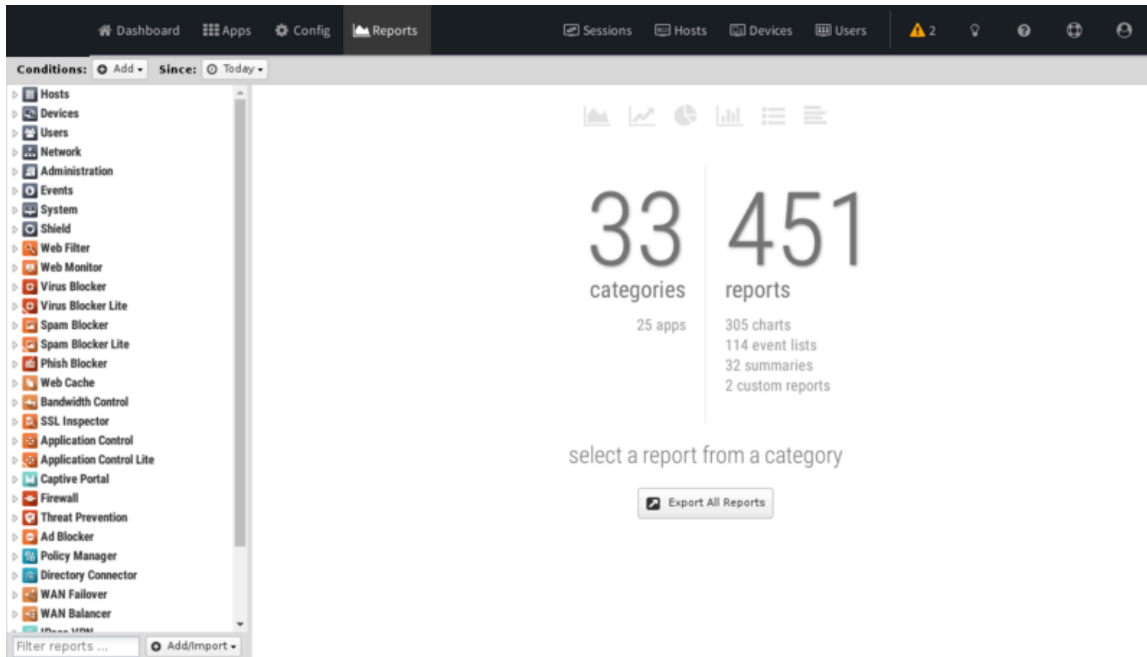 Dashboard Apps Config Reports Sessions Hosts Devices Users 2
Conditions: Add Since: Today
Hosts
Devices
Users
Network
Administration
Events
System
Shield
Web Filter
Web Monitor
Virus Blocker
Virus Blocker Lite
Spam Blocker
Spam Blocker Lite
Phish Blocker
Web Cache
Bandwidth Control
SSL Inspector
Application Control
Application Control Lite
Captive Portal
Firewall
Threat Prevention
Ad Blocker
Policy Manager
Directory Connector
WAN Failover
WAN Balancer
Filter reports ... Add/Import
33
categories
25 apps
451
reports
305 charts
114 event lists
32 summaries
2 custom reports
select a report from a category
Export All Reports